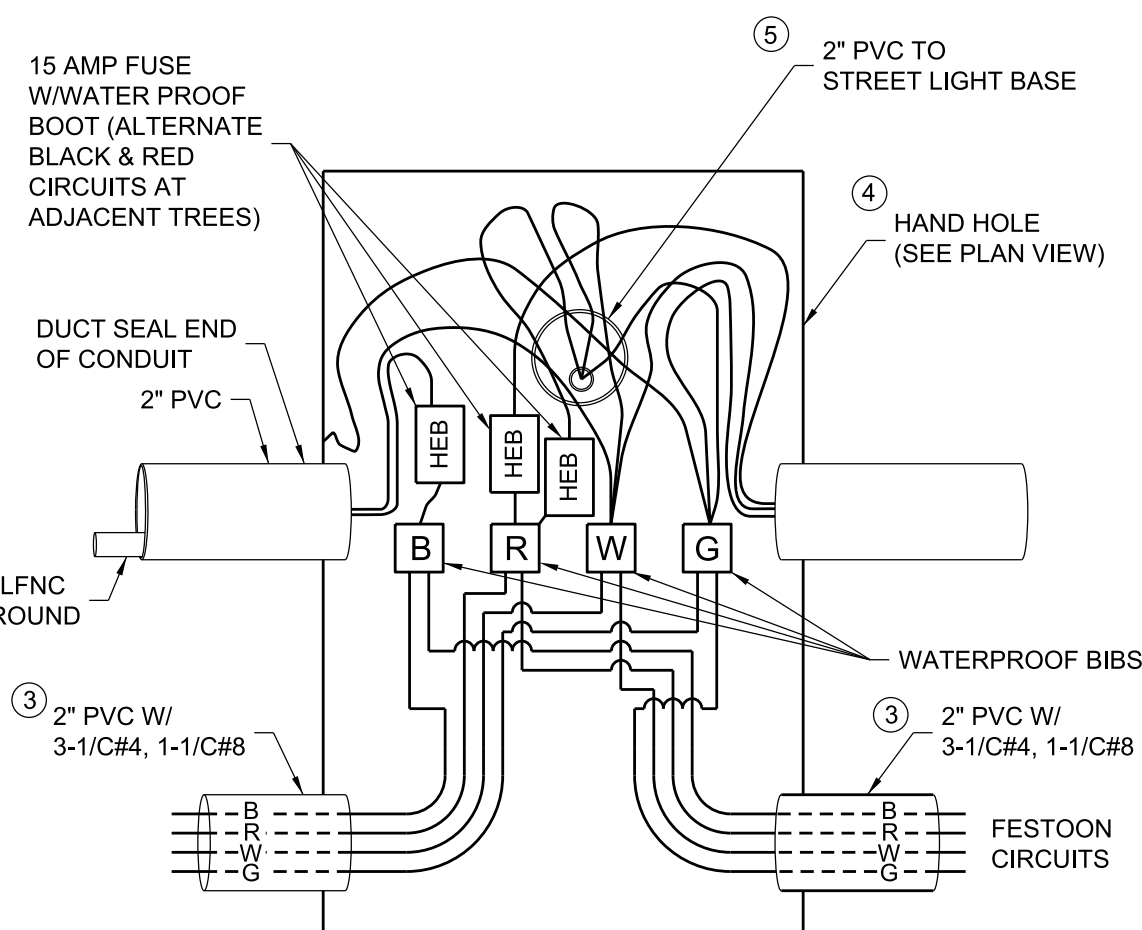 15 AMP FUSE
W/WATER PROOF
BOOT (ALTERNATE
BLACK & RED
CIRCUITS AT
ADJACENT TREES)
5
2" PVC TO
STREET LIGHT BASE
4
HAND HOLE
(SEE PLAN VIEW)
DUCT SEAL END
OF CONDUIT
2" PVC
HEB
HEB
HEB
B
R
W
G
LFNC
ROUND
WATERPROOF BIBS
3
2" PVC W/
3-1/C#4, 1-1/C#8
3
2" PVC W/
3-1/C#4, 1-1/C#8
B
R
W
G
B
R
W
G
FESTOON
CIRCUITS